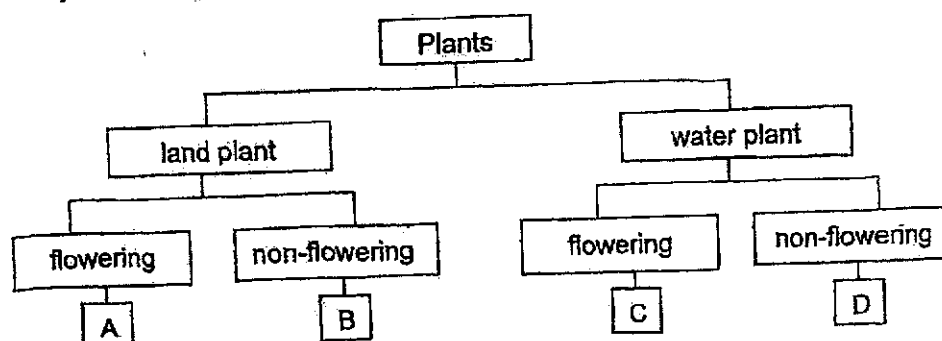 Plants
land plant
water plant
flowering
non-flowering
flowering
non-flowering
A
B
C
D